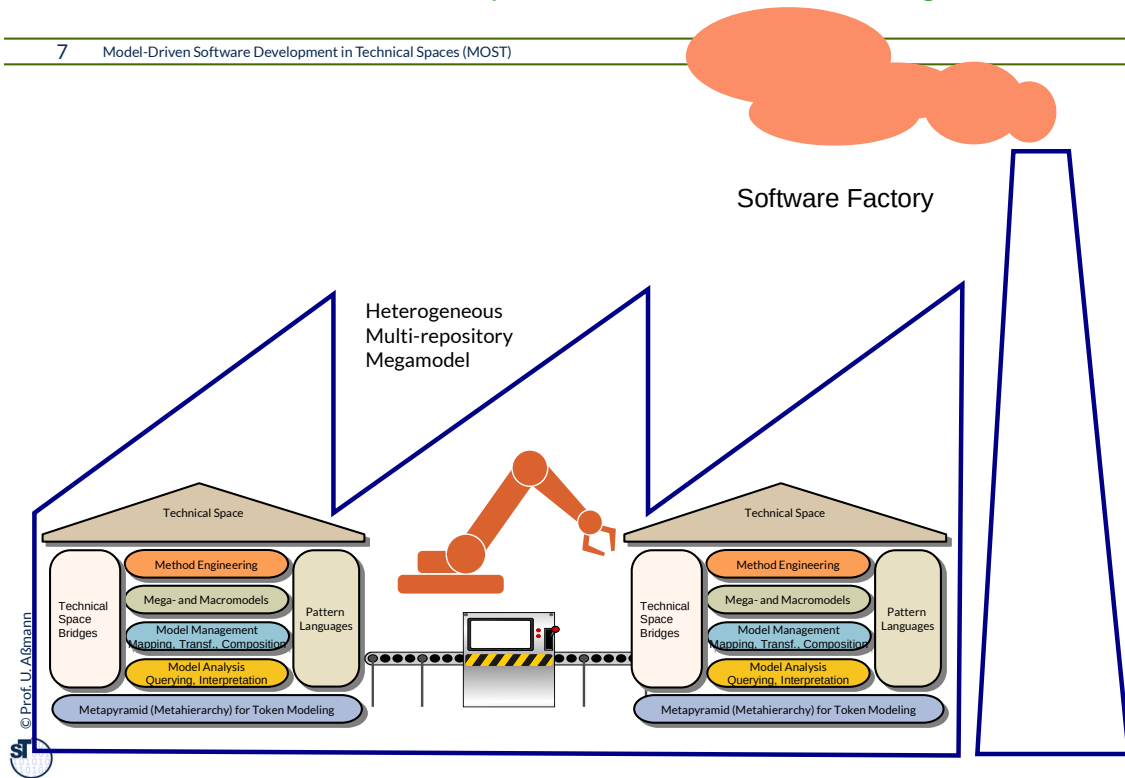 7 Model-Driven Software Development in Technical Spaces (MOST)
Software Factory
Heterogeneous
Multi-repository
Megamodel
Technical Space
Technical
Space
Bridges
Method Engineering
Mega- and Macromodels
Model Management
Mapping, Transf., Composition
Model Analysis
Querying, Interpretation
Pattern
Languages
Metapyramid (Metahierarchy) for Token Modeling
Technical Space
Technical
Space
Bridges
Method Engineering
Mega- and Macromodels
Model Management
Mapping, Transf., Composition
Model Analysis
Querying, Interpretation
Pattern
Languages
Metapyramid (Metahierarchy) for Token Modeling
© Prof. U. Aßmann
ST